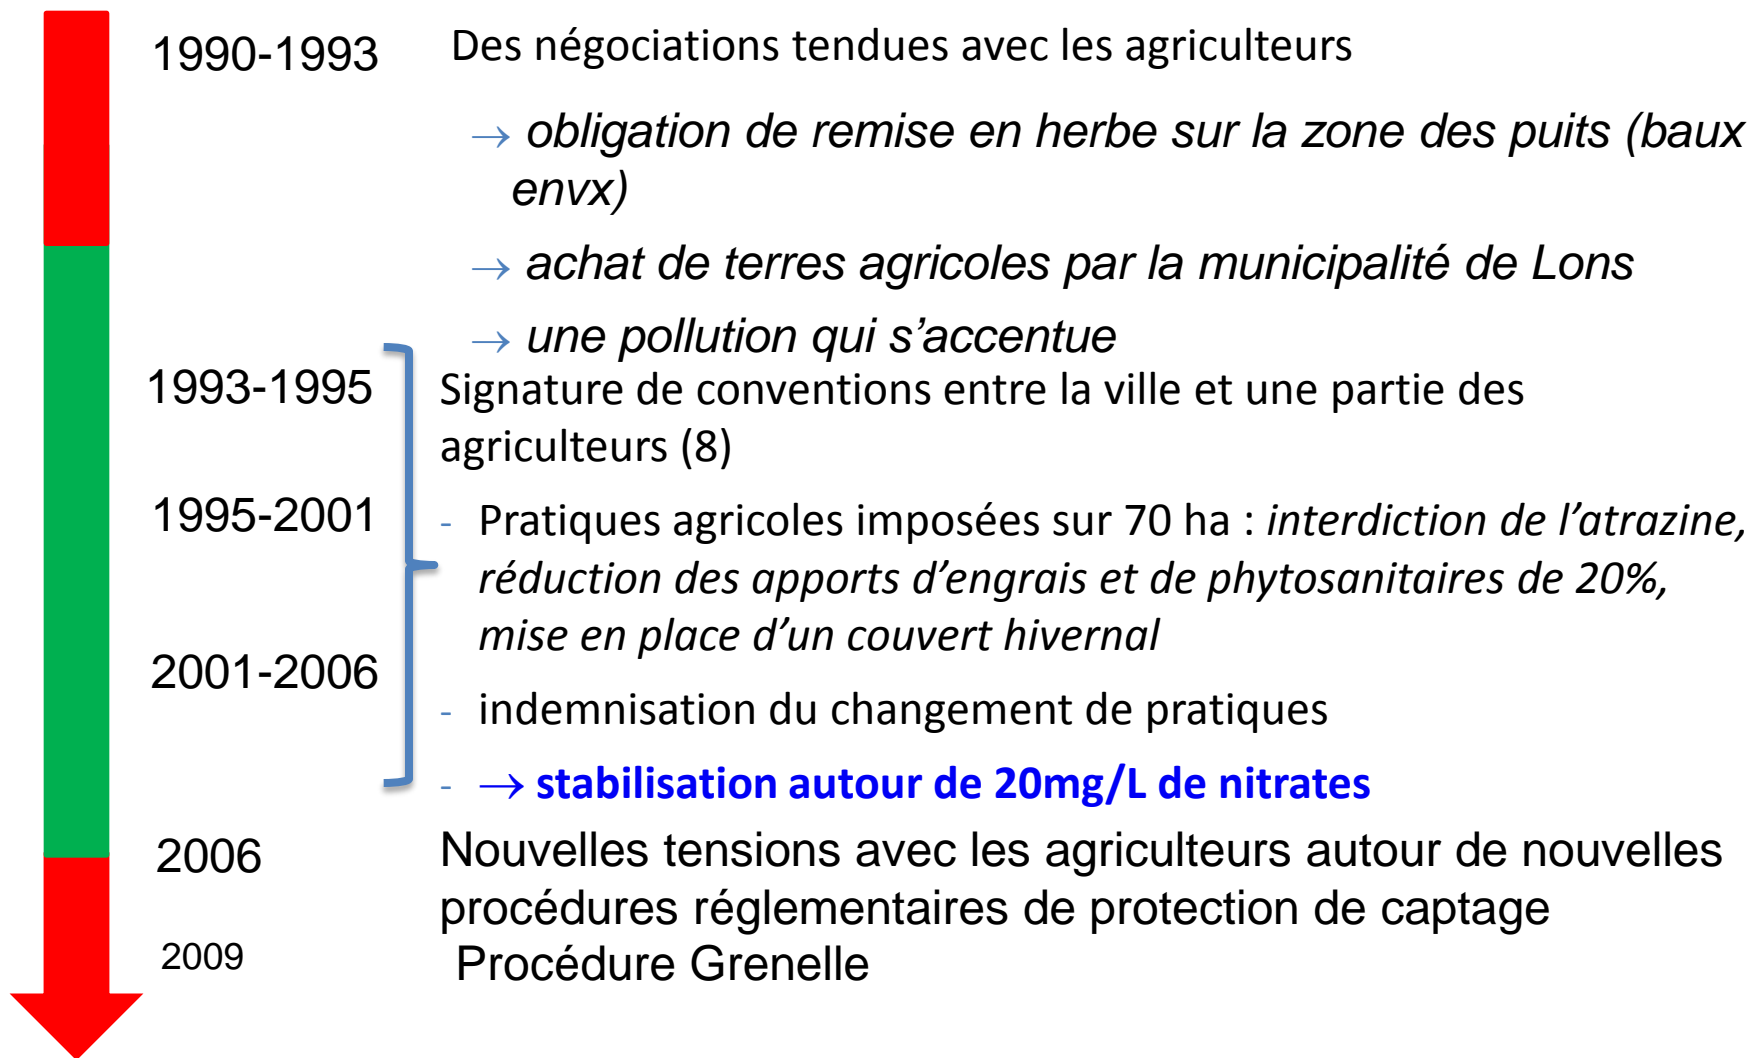 1990-1993 Des négociations tendues avec les agriculteurs
→ obligation de remise en herbe sur la zone des puits (baux
envx)
→ achat de terres agricoles par la municipalité de Lons
→ une pollution qui s’accentue
1993-1995 Signature de conventions entre la ville et une partie des
agriculteurs (8)
1995-2001 - Pratiques agricoles imposées sur 70 ha : interdiction de l’atrazine,
réduction des apports d’engrais et de phytosanitaires de 20%,
mise en place d’un couvert hivernal
2001-2006
- indemnisation du changement de pratiques
- → stabilisation autour de 20mg/L de nitrates
2006 Nouvelles tensions avec les agriculteurs autour de nouvelles
procédures réglementaires de protection de captage
2009 Procédure Grenelle